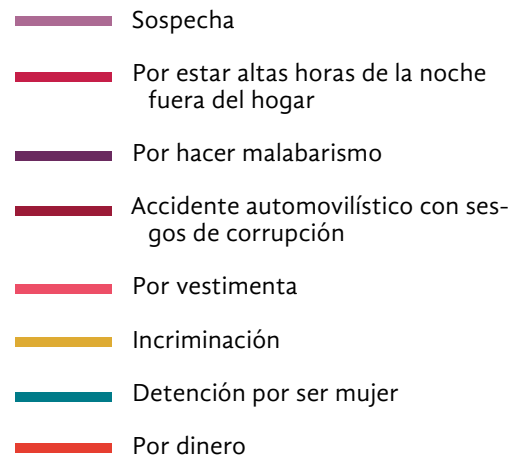 Sospecha
Por estar altas horas de la noche
fuera del hogar
Por hacer malabarismo
Accidente automovilístico con ses-
gos de corrupción
Por vestimenta
Incriminación
Detención por ser mujer
Por dinero